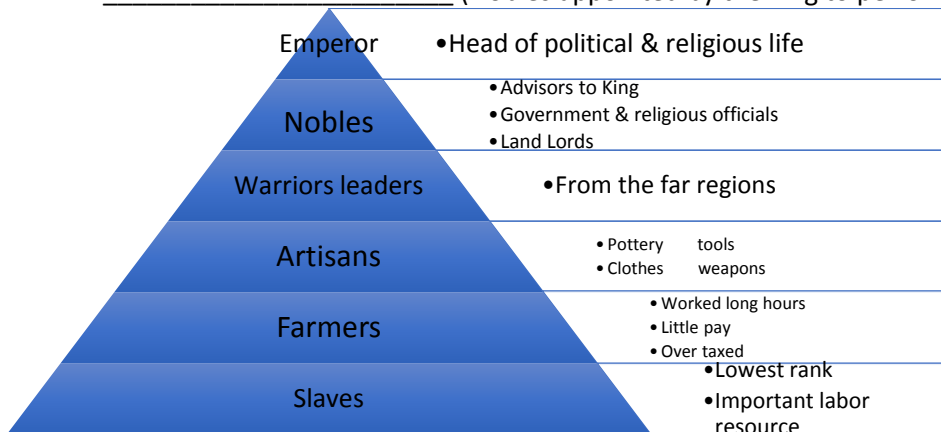 Emperor
•Head of political & religious life
Nobles
•Advisors to King
•Government & religious officials
•Land Lords
Warriors leaders
•From the far regions
Artisans
•Pottery tools
•Clothes weapons
Farmers
•Worked long hours
•Little pay
•Over taxed
Slaves
•Lowest rank
•Important labor
resource